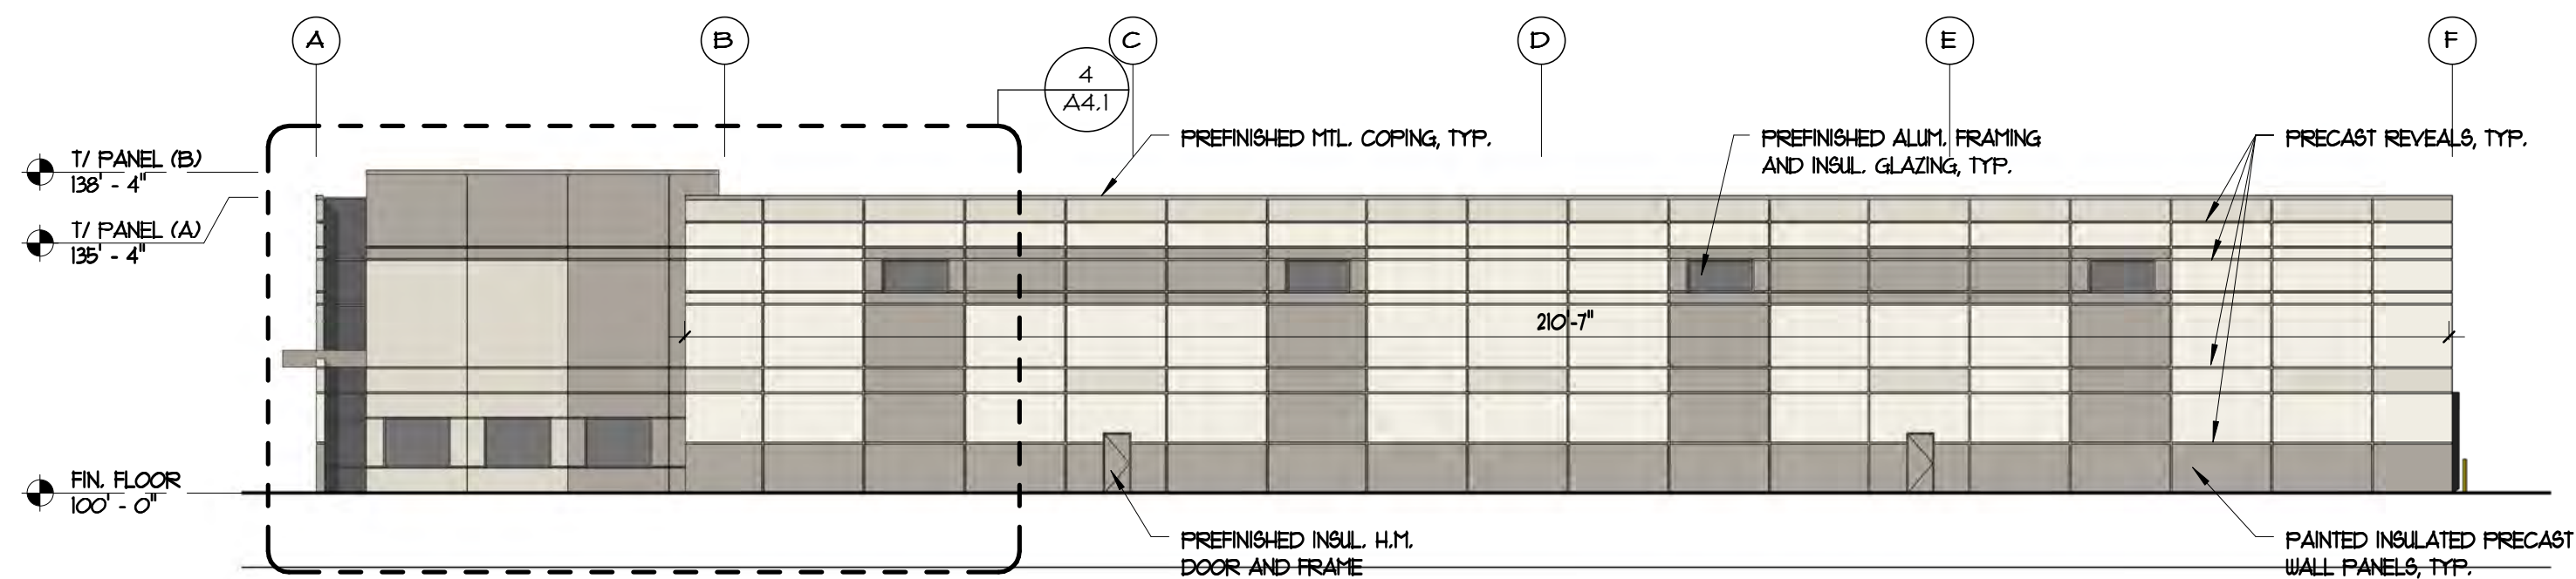 A
B
C
D
E
F
4
A4.1
T/ PANEL (B)
138' - 4"
T/ PANEL (A)
135' - 4"
PREFINISHED MTL. COPING, TYP.
PREFINISHED ALUM. FRAMING
AND INSUL. GLAZING, TYP.
PRECAST REVEALS, TYP.
210'-7"
FIN. FLOOR
100' - 0"
PREFINISHED INSUL. H.M.
DOOR AND FRAME
PAINTED INSULATED PRECAST
WALL PANELS, TYP.